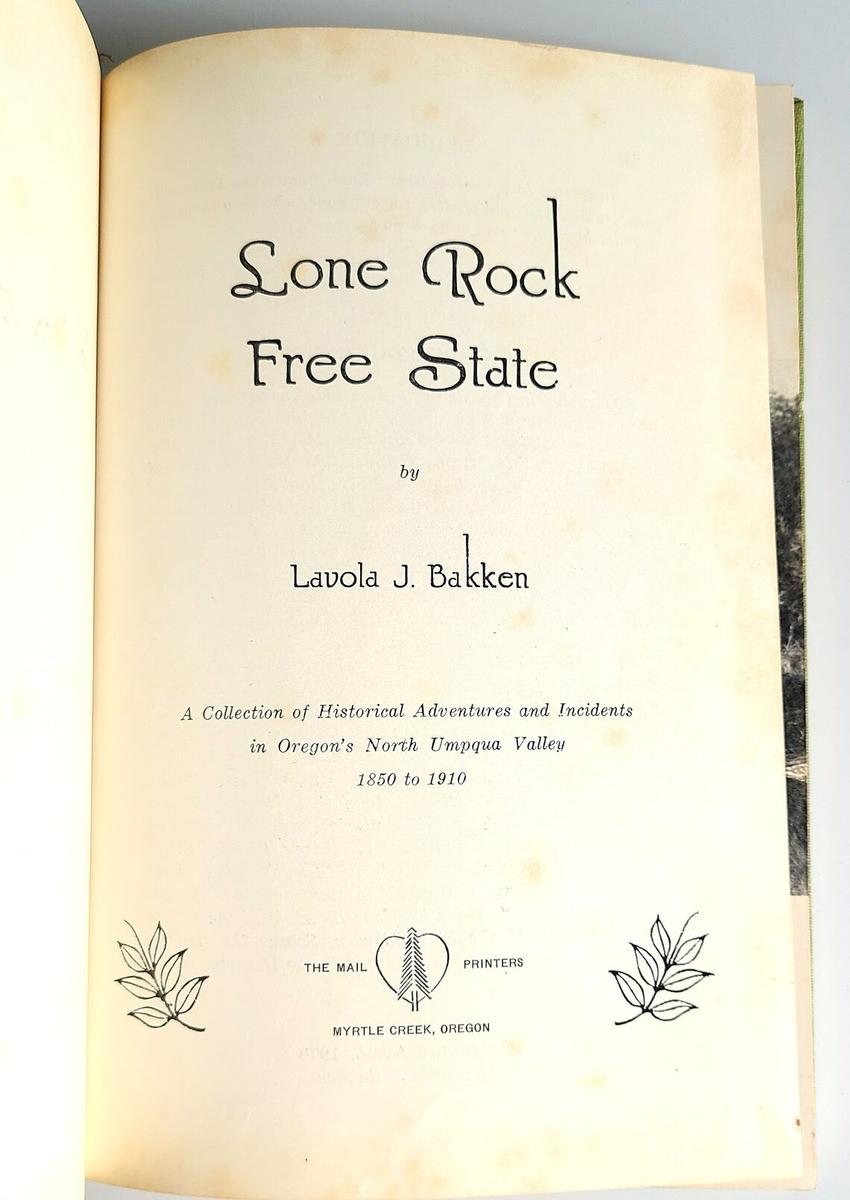 Lone Rock
Free State
by
Lavola J. Bakken
A Collection of Historical Adventures and Incidents
in Oregon's North Umpqua Valley
1850 to 1910
THE MAIL PRINTERS
MYRTLE CREEK, OREGON